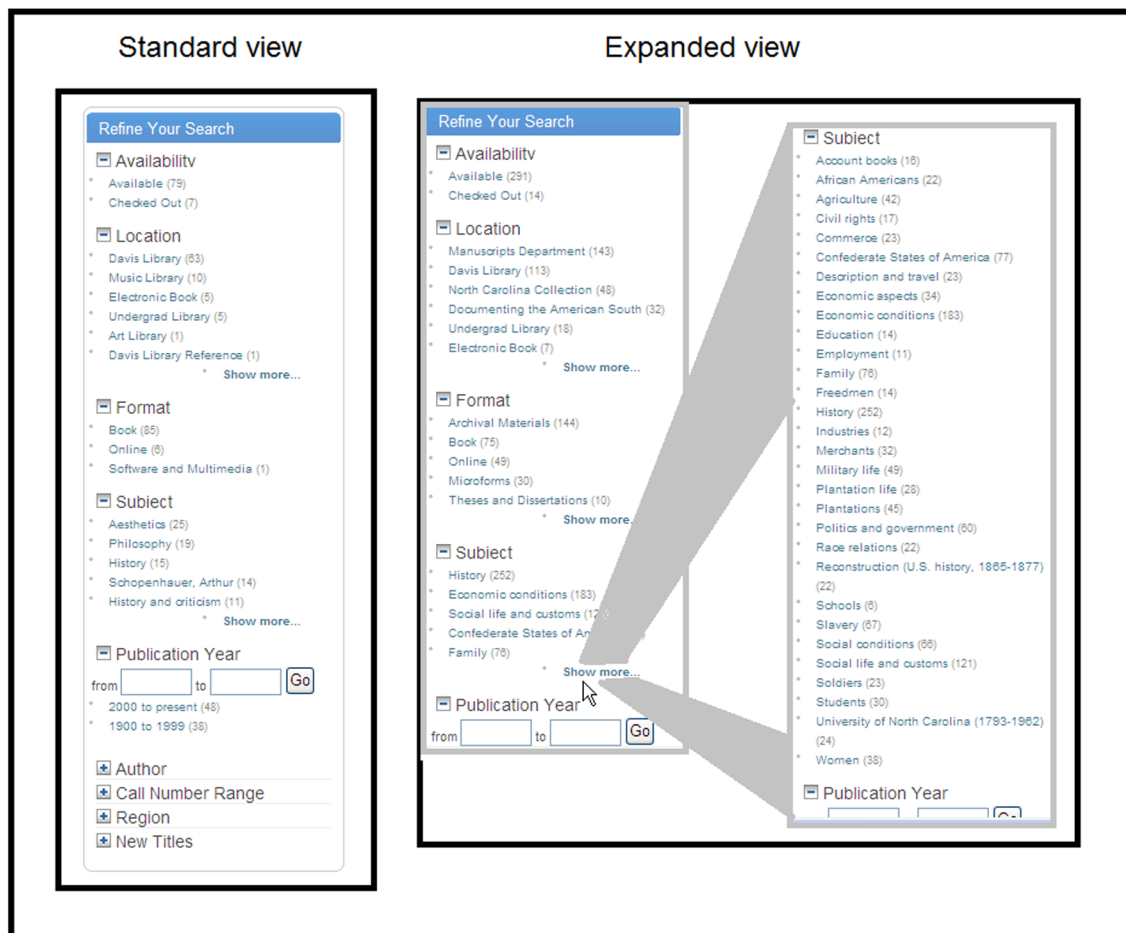 Standard view
Expanded view
Refine Your Search
Availability
Available (79)
Checked Out (7)
Location
Davis Library (63)
Music Library (10)
Electronic Book (5)
Undergrad Library (5)
Art Library (1)
Davis Library Reference (1)
Show more...
Format
Book (85)
Online (6)
Software and Multimedia (1)
Subject
Aesthetics (25)
Philosophy (19)
History (15)
Schopenhauer, Arthur (14)
History and criticism (11)
Show more...
Publication Year
from to Go
2000 to present (48)
1900 to 1999 (38)
Author
Call Number Range
Region
New Titles
Refine Your Search
Availability
Available (291)
Checked Out (14)
Location
Manuscripts Department (143)
Davis Library (113)
North Carolina Collection (48)
Documenting the American South (32)
Undergrad Library (18)
Electronic Book (7)
Show more...
Format
Archival Materials (144)
Book (75)
Online (49)
Microforms (30)
Theses and Dissertations (10)
Show more...
Subject
History (252)
Economic conditions (183)
Social life and customs (12
Confederate States of Am
Family (76)
Show more...
Publication Year
from to Go
Subject
Account books (16)
African Americans (22)
Agriculture (42)
Civil rights (17)
Commerce (23)
Confederate States of America (77)
Description and travel (23)
Economic aspects (34)
Economic conditions (183)
Education (14)
Employment (11)
Family (76)
Freedmen (14)
History (252)
Industries (12)
Merchants (32)
Military life (49)
Plantation life (28)
Plantations (45)
Politics and government (60)
Race relations (22)
Reconstruction (U.S. history, 1865-1877)
(22)
Schools (6)
Slavery (67)
Social conditions (66)
Social life and customs (121)
Soldiers (23)
Students (30)
University of North Carolina (1793-1962)
(24)
Women (38)
Publication Year
Go